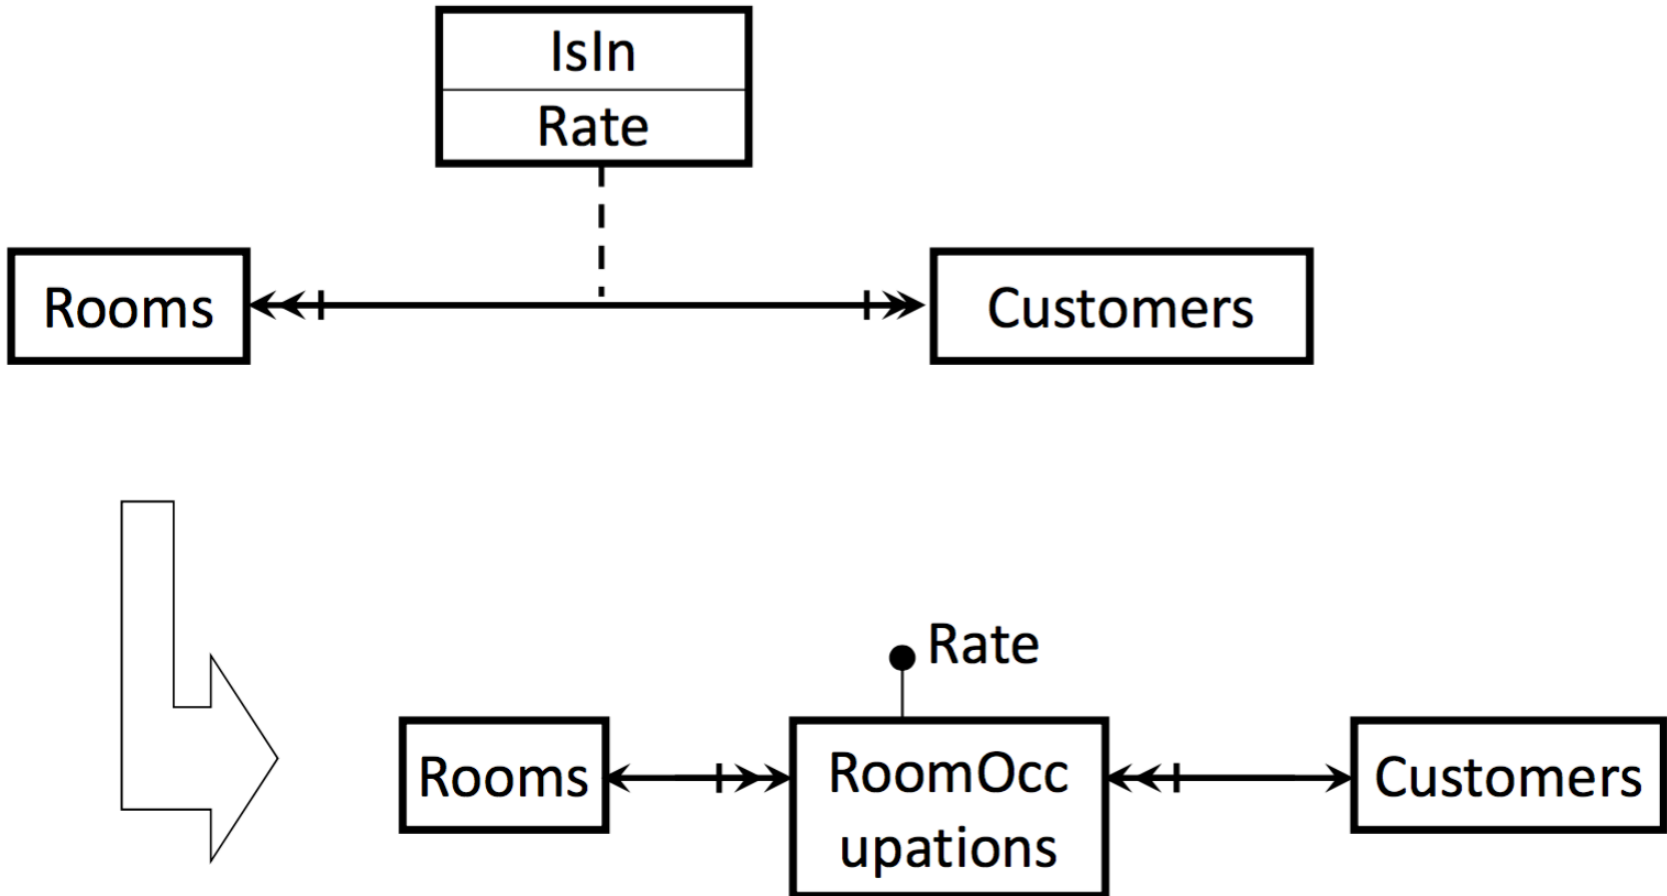 IsIn
Rate
Rooms
Customers
Rate
Rooms
RoomOcc
upations
Customers